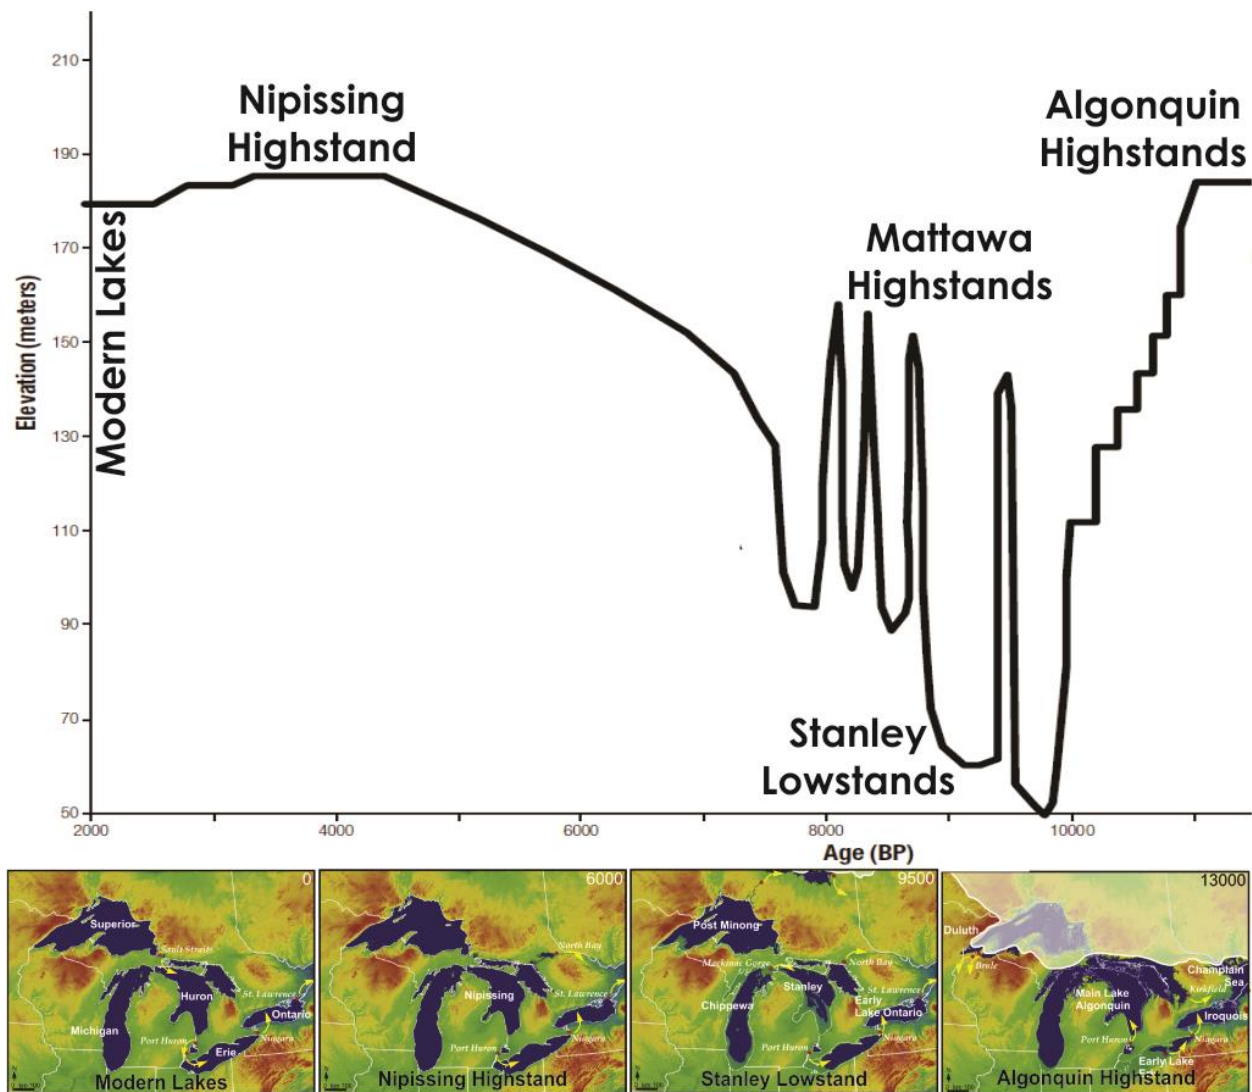 210
190
170
150
130
110
90
70
50
Elevation (meters)
Nipissing
Highstand
Algonquin
Highstands
Mattawa
Highstands
Modern Lakes
Stanley
Lowstands
2000
4000
6000
8000
10000
Age (BP)
0
Superior
Sault Straits
Huron
St. Lawrence
Ontario
Michigan
Port Huron
Niagara
Erie
Modern Lakes
6000
North Bay
Nipissing
St. Lawrence
Port Huron
Niagara
Nipissing Highstand
9500
Post Minong
Mackinac Gorge
North Bay
Stanley
St. Lawrence
Chippewa
Early
Lake Ontario
Port Huron
Niagara
Stanley Lowstand
13000
Duluth
Brule
Champlain
Sea
Kirkfield
Main Lake
Algonquin
Iroquois
Port Huron
Niagara
Early Lake
Algonquin Highstand